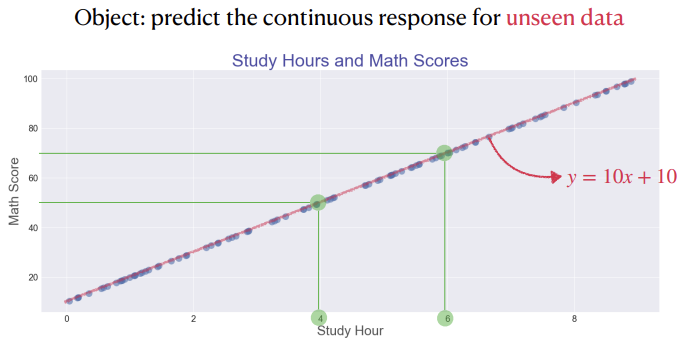 Object: predict the continuous response for unseen data
Study Hours and Math Scores
100
80
60
40
20
Math Score
y = 10x + 10
0
2
4
6
8
Study Hour